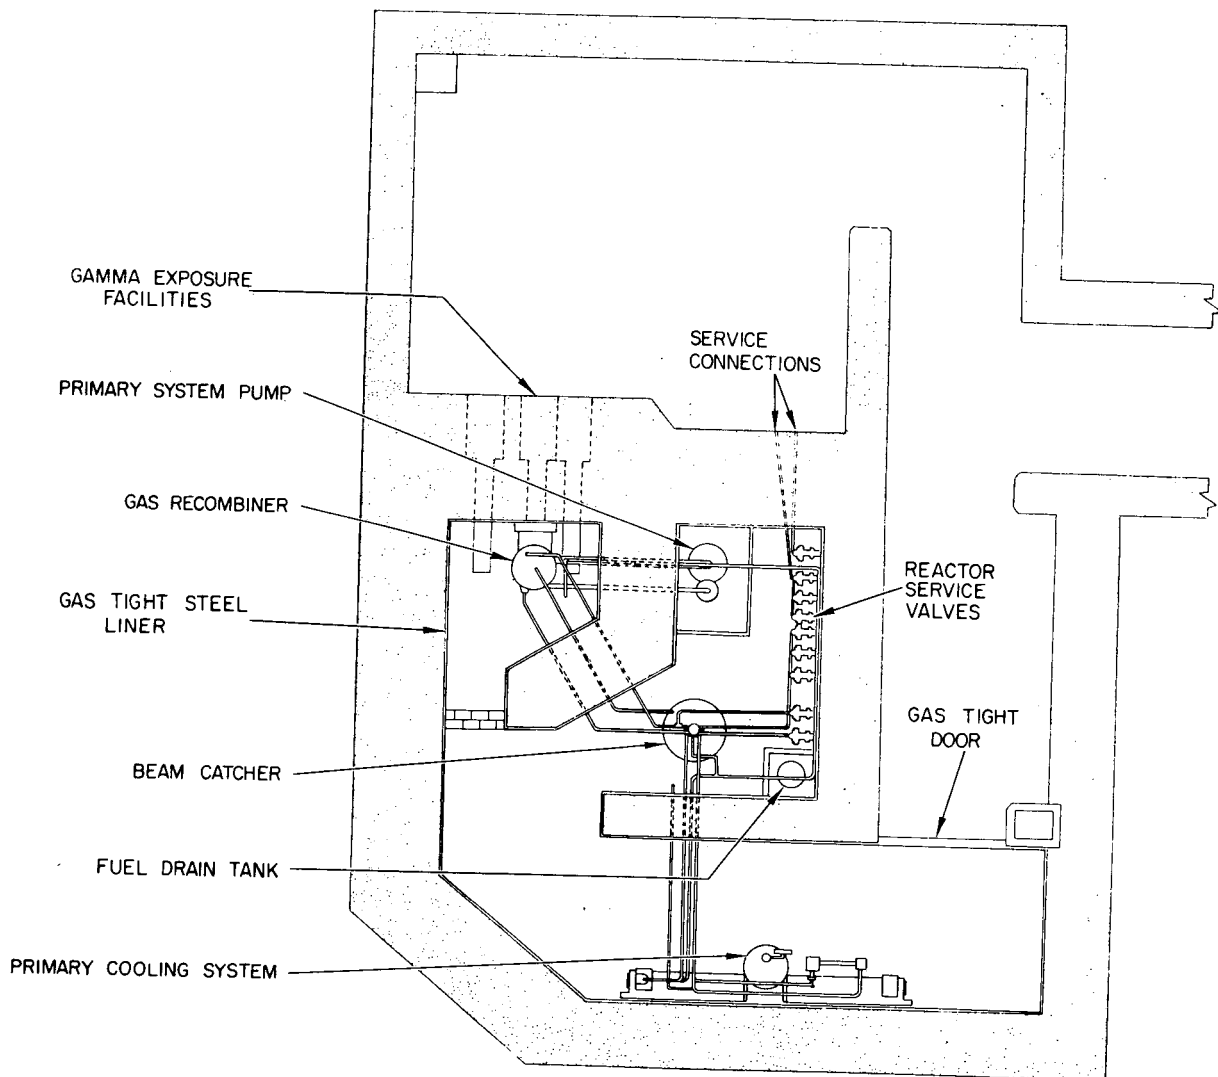 GAMMA EXPOSURE
FACILITIES
SERVICE
CONNECTIONS
PRIMARY SYSTEM PUMP
GAS RECOMBINER
REACTOR
SERVICE
VALVES
GAS TIGHT STEEL
LINER
GAS TIGHT
DOOR
BEAM CATCHER
FUEL DRAIN TANK
PRIMARY COOLING SYSTEM